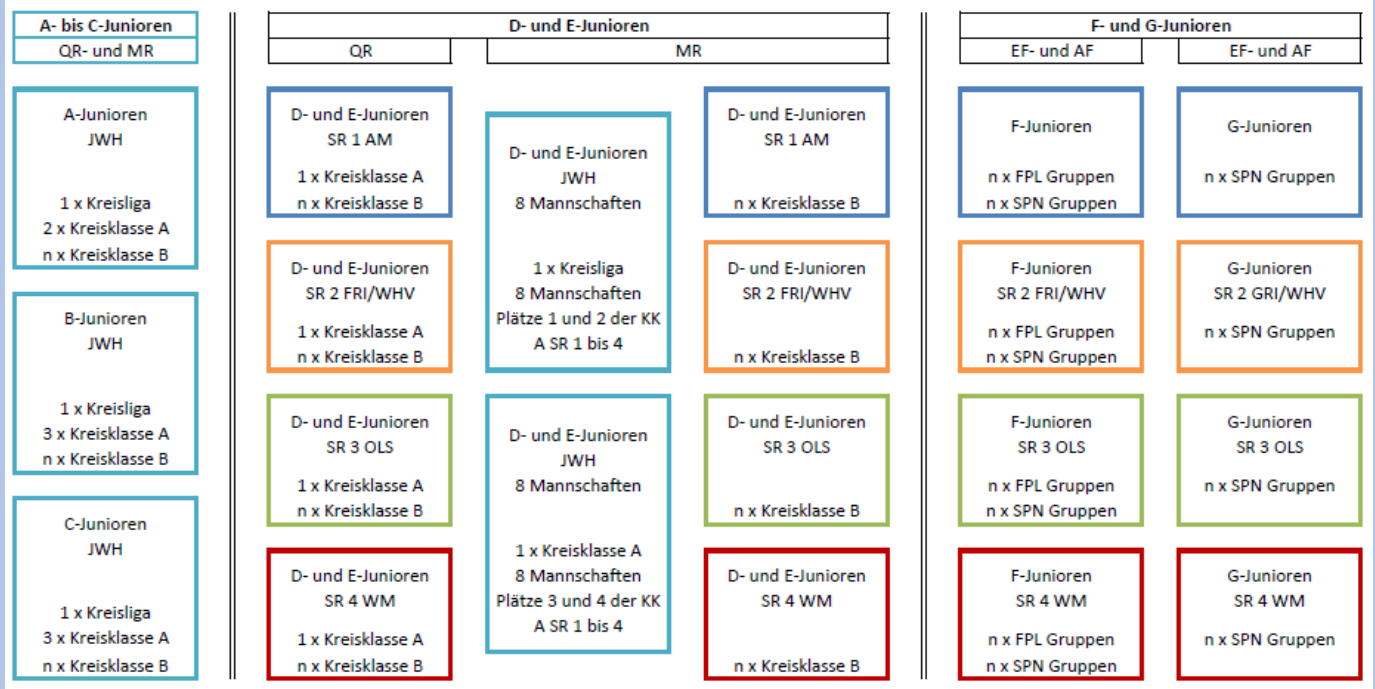 A- bis C-Junioren
QR- und MR
A-Junioren
JWH
1 x Kreisliga
2 x Kreisklasse A
n x Kreisklasse B
B-Junioren
JWH
1 x Kreisliga
3 x Kreisklasse A
n x Kreisklasse B
C-Junioren
JWH
1 x Kreisliga
3 x Kreisklasse A
n x Kreisklasse B
D- und E-Junioren
QR
MR
D- und E-Junioren
SR 1 AM
1 x Kreisklasse A
n x Kreisklasse B
D- und E-Junioren
SR 2 FRI/WHV
1 x Kreisklasse A
n x Kreisklasse B
D- und E-Junioren
SR 3 OLS
1 x Kreisklasse A
n x Kreisklasse B
D- und E-Junioren
SR 4 WM
1 x Kreisklasse A
n x Kreisklasse B
D- und E-Junioren
JWH
8 Mannschaften
1 x Kreisliga
8 Mannschaften
Plätze 1 und 2 der KK
A SR 1 bis 4
D- und E-Junioren
JWH
8 Mannschaften
1 x Kreisklasse A
8 Mannschaften
Plätze 3 und 4 der KK
A SR 1 bis 4
D- und E-Junioren
SR 1 AM
n x Kreisklasse B
D- und E-Junioren
SR 2 FRI/WHV
n x Kreisklasse B
D- und E-Junioren
SR 3 OLS
n x Kreisklasse B
D- und E-Junioren
SR 4 WM
n x Kreisklasse B
F- und G-Junioren
EF- und AF
EF- und AF
F-Junioren
n x FPL Gruppen
n x SPN Gruppen
F-Junioren
SR 2 FRI/WHV
n x FPL Gruppen
n x SPN Gruppen
F-Junioren
SR 3 OLS
n x FPL Gruppen
n x SPN Gruppen
F-Junioren
SR 4 WM
n x FPL Gruppen
n x SPN Gruppen
G-Junioren
n x SPN Gruppen
G-Junioren
SR 2 GRI/WHV
n x SPN Gruppen
G-Junioren
SR 3 OLS
n x SPN Gruppen
G-Junioren
SR 4 WM
n x SPN Gruppen